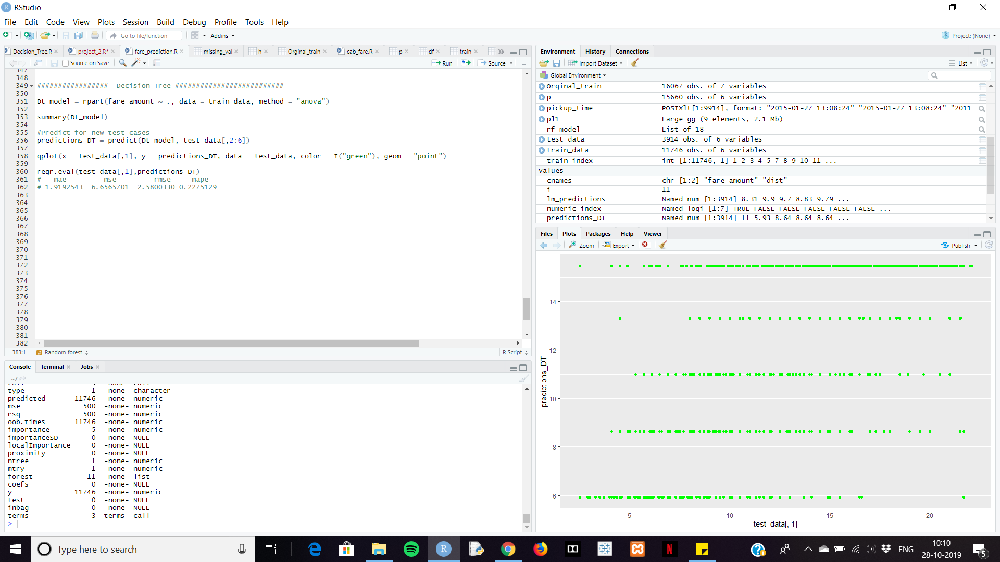 RStudio
File Edit Code View Plots Session Build Debug Profile Tools Help
Go to file/function Addins Project: (None)
Decision_Tree.R project_2.R* fare_prediction.R missing_val h Orginal_train cab_fare.R p df train
Source on Save Run Source
347
348
349 ################# Decision Tree ##########################
350
351 Dt_model = rpart(fare_amount ~ ., data = train_data, method = "anova")
352
353 summary(Dt_model)
354
355 #Predict for new test cases
356 predictions_DT = predict(Dt_model, test_data[,2:6])
357
358 qplot(x = test_data[,1], y = predictions_DT, data = test_data, color = I("green"), geom = "point")
359
360 regr.eval(test_data[,1],predictions_DT)
361 # mae mse rmse mape
362 # 1.9192543 6.6565701 2.5800330 0.2275129
363
364
365
366
367
368
369
370
371
372
373
374
375
376
377
378
379
380
381
382
383:1 # Random forest R Script
Console Terminal Jobs
~/
type 1 -none- character
predicted 11746 -none- numeric
mse 500 -none- numeric
rsq 500 -none- numeric
oob.times 11746 -none- numeric
importance 5 -none- numeric
importanceSD 0 -none- NULL
localImportance 0 -none- NULL
proximity 0 -none- NULL
ntree 1 -none- numeric
mtry 1 -none- numeric
forest 11 -none- list
coefs 0 -none- NULL
y 11746 -none- numeric
test 0 -none- NULL
inbag 0 -none- NULL
terms 3 terms call
>
Environment History Connections
Import Dataset List
Global Environment
Orginal_train 16067 obs. of 7 variables
p 15660 obs. of 6 variables
pickup_time POSIXlt[1:9914], format: "2015-01-27 13:08:24" "2015-01-27 13:08:24" "2011...
pl1 Large gg (9 elements, 2.1 Mb)
rf_model List of 18
test_data 3914 obs. of 6 variables
train_data 11746 obs. of 6 variables
train_index int [1:11746, 1] 1 2 3 4 5 7 8 9 10 11 ...
Values
cnames chr [1:2] "fare_amount" "dist"
i 11
lm_predictions Named num [1:3914] 8.31 9.9 9.7 8.83 9.79 ...
numeric_index Named logi [1:7] TRUE FALSE FALSE FALSE FALSE FALSE ...
predictions_DT Named num [1:3914] 11 5.93 8.64 8.64 8.64 ...
Files Plots Packages Help Viewer
Zoom Export Publish
14
12
10
8
6
predictions_DT
5 10 15 20
test_data[, 1]
Type here to search
ENG
10:10
28-10-2019
5